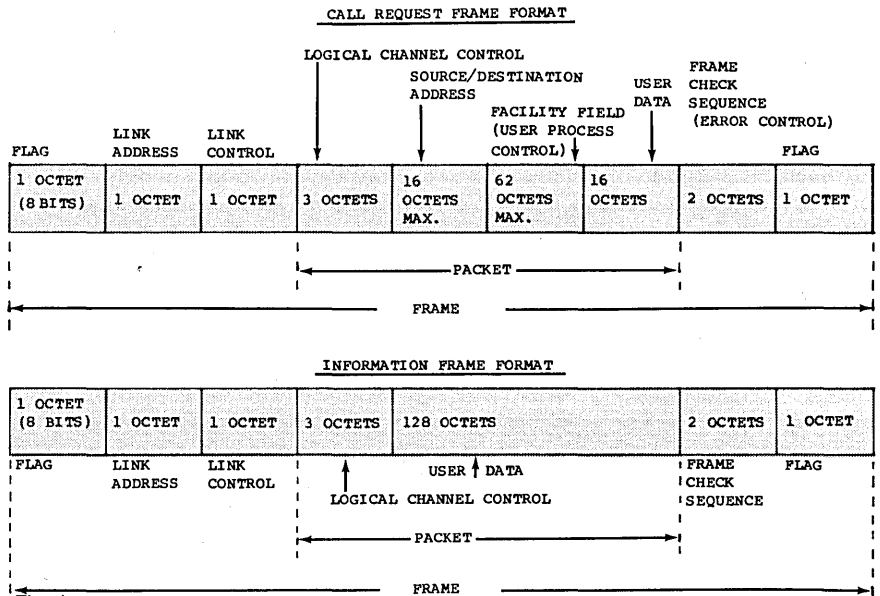 CALL REQUEST FRAME FORMAT
LOGICAL CHANNEL CONTROL
SOURCE/DESTINATION
ADDRESS
FACILITY FIELD
(USER PROCESS
CONTROL)
USER
DATA
FRAME
CHECK
SEQUENCE
(ERROR CONTROL)
FLAG
LINK
ADDRESS
LINK
CONTROL
FLAG
1 OCTET
(8 BITS)
1 OCTET
1 OCTET
3 OCTETS
16
OCTETS
MAX.
62
OCTETS
MAX.
16
OCTETS
2 OCTETS
1 OCTET
PACKET
FRAME
INFORMATION FRAME FORMAT
1 OCTET
(8 BITS)
1 OCTET
1 OCTET
3 OCTETS
128 OCTETS
2 OCTETS
1 OCTET
FLAG
LINK
ADDRESS
LINK
CONTROL
USER DATA
LOGICAL CHANNEL CONTROL
FRAME
CHECK
SEQUENCE
FLAG
PACKET
FRAME